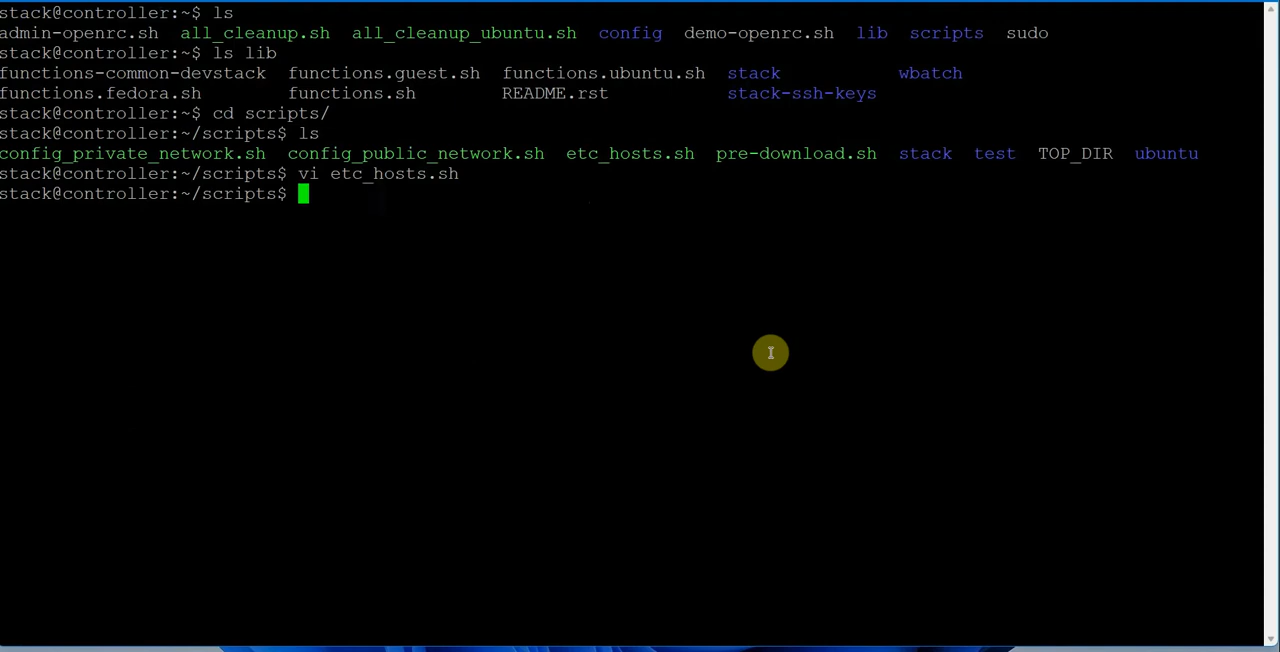 stack@controller:~$ ls
admin-openrc.sh all_cleanup.sh all_cleanup_ubuntu.sh config demo-openrc.sh lib scripts sudo
stack@controller:~$ ls lib
functions-common-devstack functions.guest.sh functions.ubuntu.sh stack wbatch
functions.fedora.sh functions.sh README.rst stack-ssh-keys
stack@controller:~$ cd scripts/
stack@controller:~/scripts$ ls
config_private_network.sh config_public_network.sh etc_hosts.sh pre-download.sh stack test TOP_DIR ubuntu
stack@controller:~/scripts$ vi etc_hosts.sh
stack@controller:~/scripts$